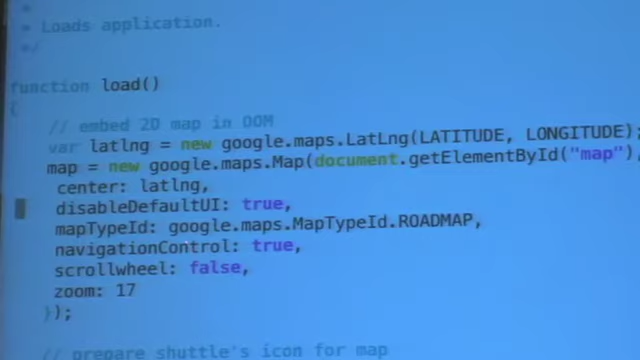 *
* Loads application.
*/
function load()
{
// embed 2D map in DOM
var latlng = new google.maps.LatLng(LATITUDE, LONGITUDE);
map = new google.maps.Map(document.getElementById("map"),
center: latlng,
disableDefaultUI: true,
mapTypeId: google.maps.MapTypeId.ROADMAP,
navigationControl: true,
scrollwheel: false,
zoom: 17
});
// prepare shuttle's icon for map